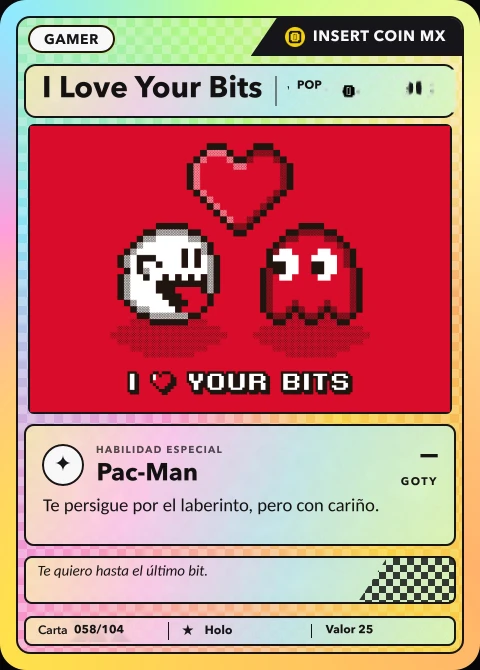 GAMER
INSERT COIN MX
I Love Your Bits
POP
I YOUR BITS
HABILIDAD ESPECIAL
Pac-Man
GOTY
Te persigue por el laberinto, pero con cariño.
Te quiero hasta el último bit.
Carta 058/104
★ Holo
Valor 25